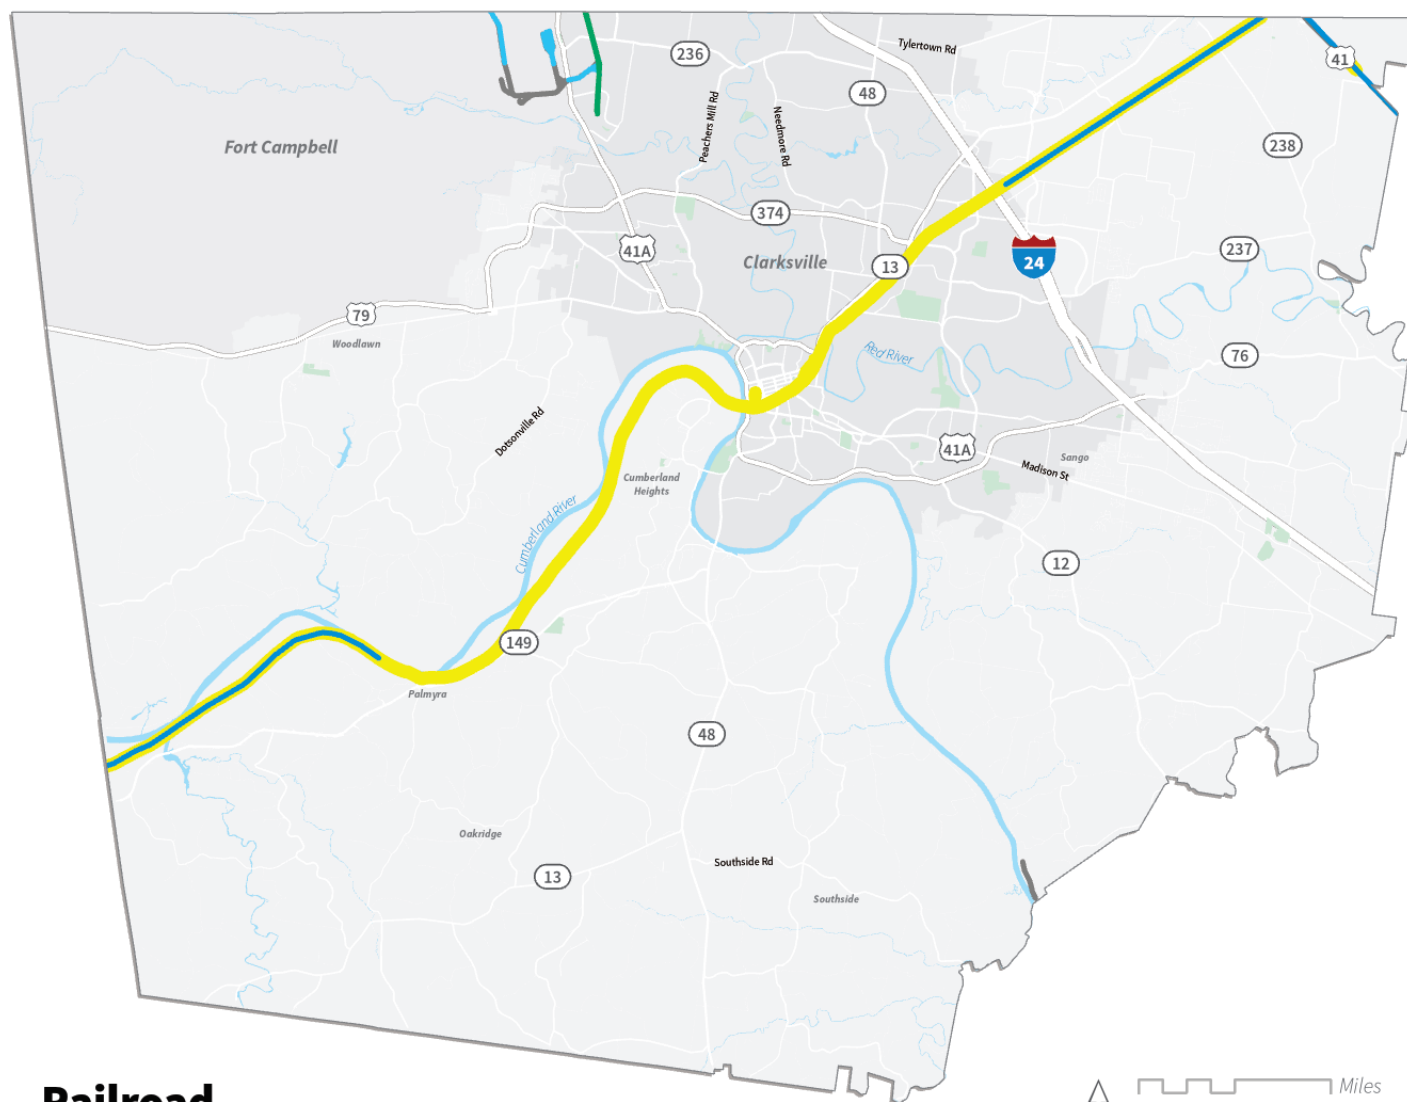 Tylertown Rd
236
41
48
Peachers Mill Rd
Needmore Rd
Fort Campbell
238
374
41A
Clarksville
13
24
237
79
Woodlawn
Red River
76
Dotsonville Rd
41A
Sango
Madison St
Cumberland
Heights
Cumberland River
12
149
Palmyra
48
Oakridge
Southside Rd
13
Southside
Railroad
Miles